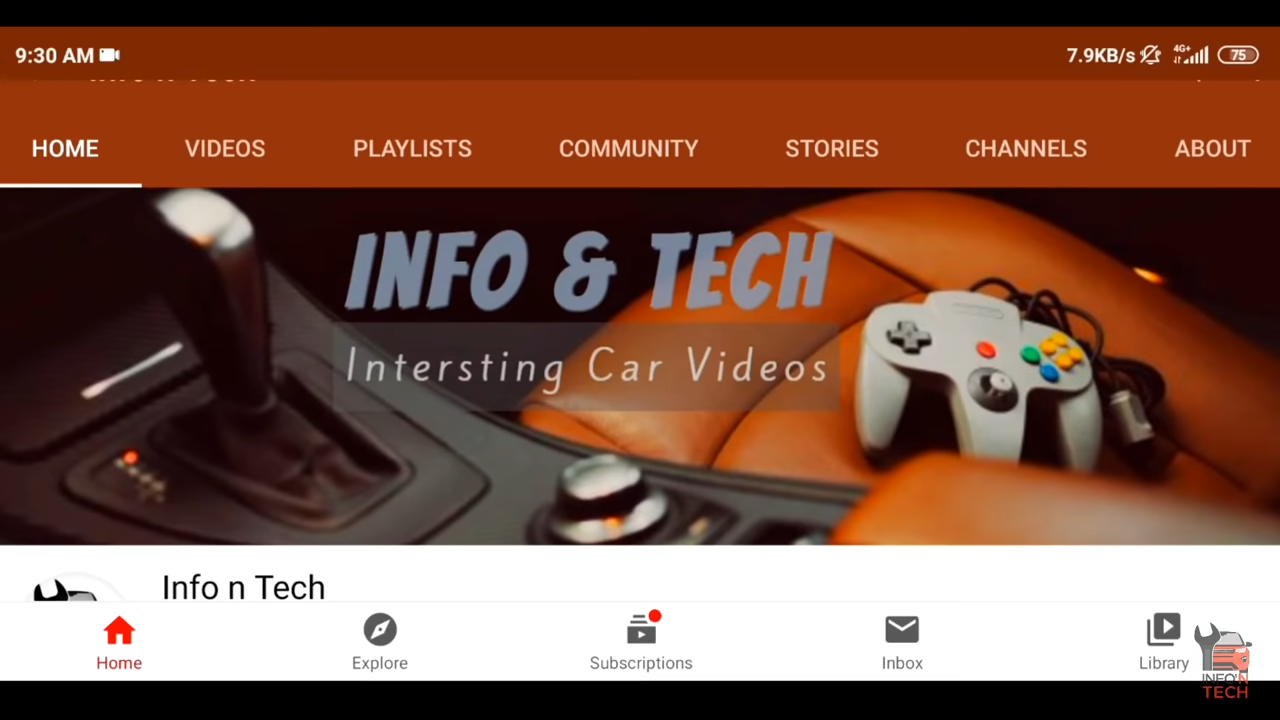 9:30 AM
7.9KB/s 4G+ 75
HOME VIDEOS PLAYLISTS COMMUNITY STORIES CHANNELS ABOUT
INFO & TECH
Intersting Car Videos
Info n Tech
Home Explore Subscriptions Inbox Library
INFO'N
TECH